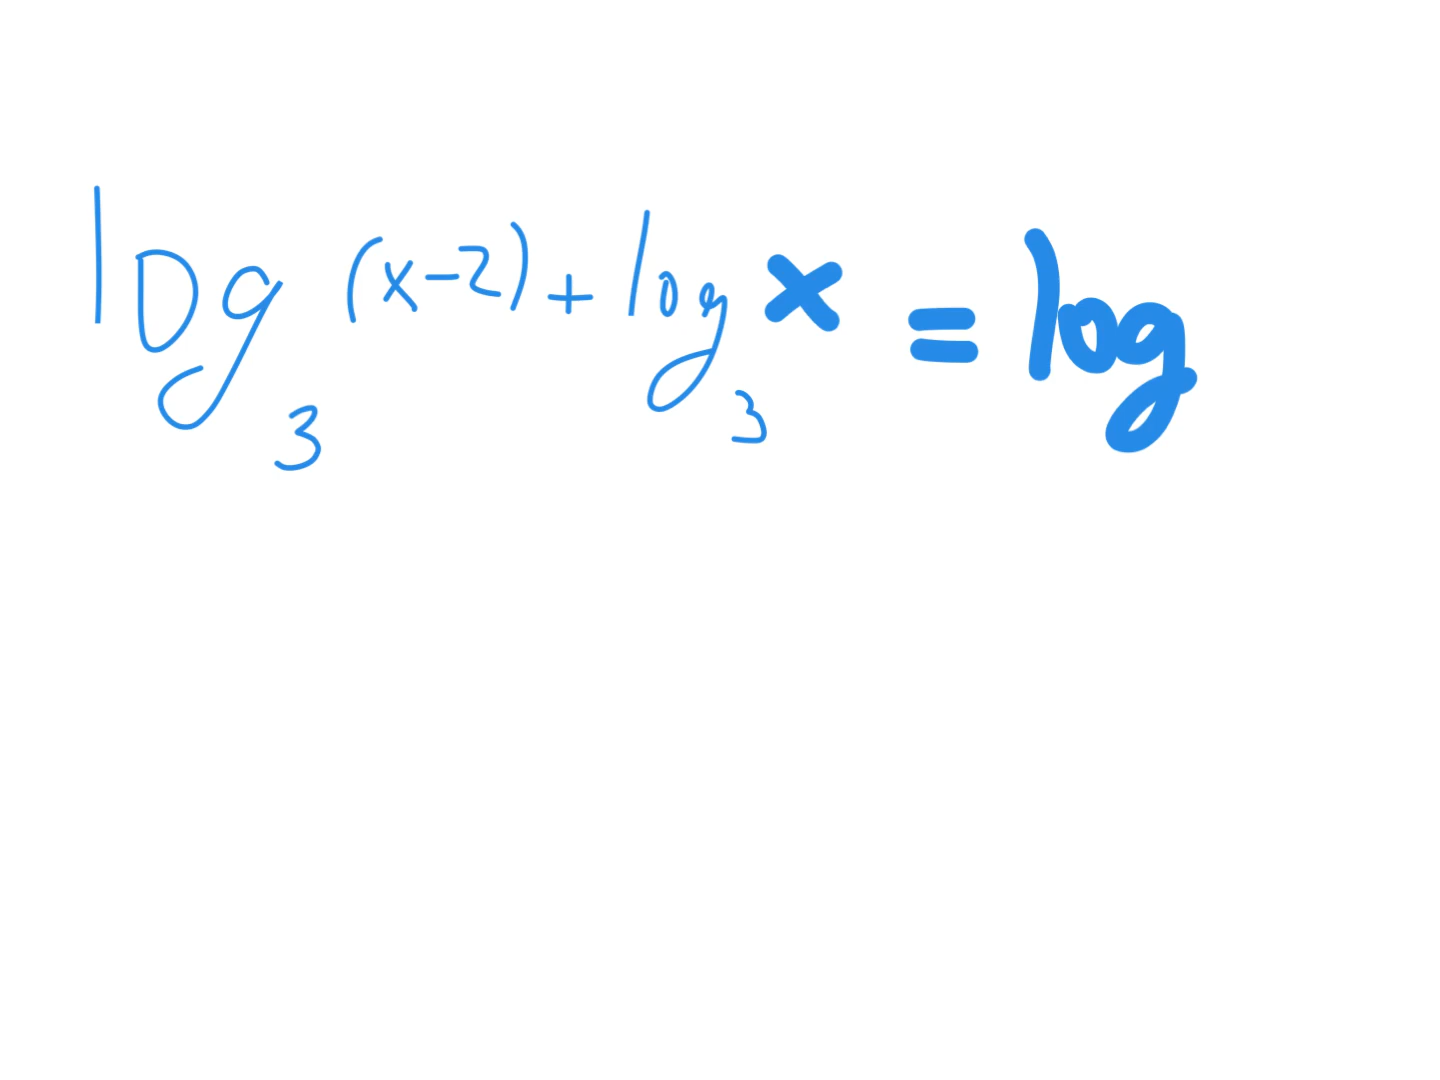 log₃ (x-2) + log₃ x = log